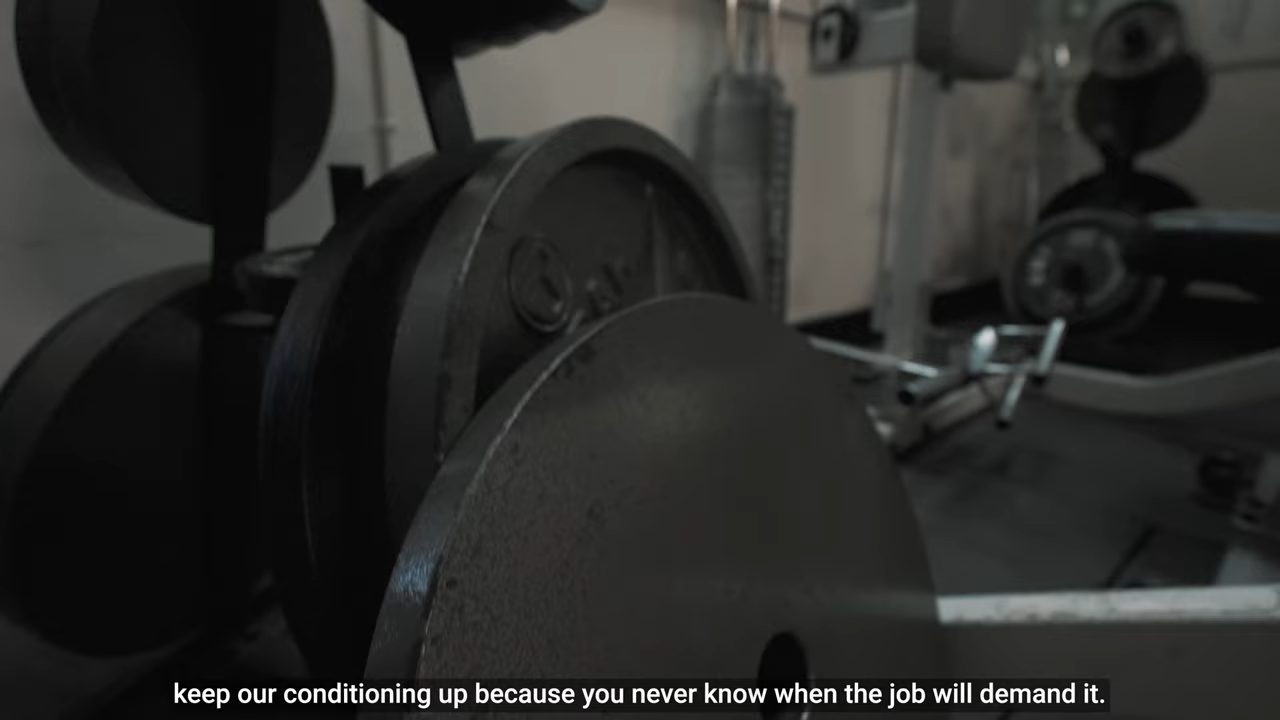 keep our conditioning up because you never know when the job will demand it.